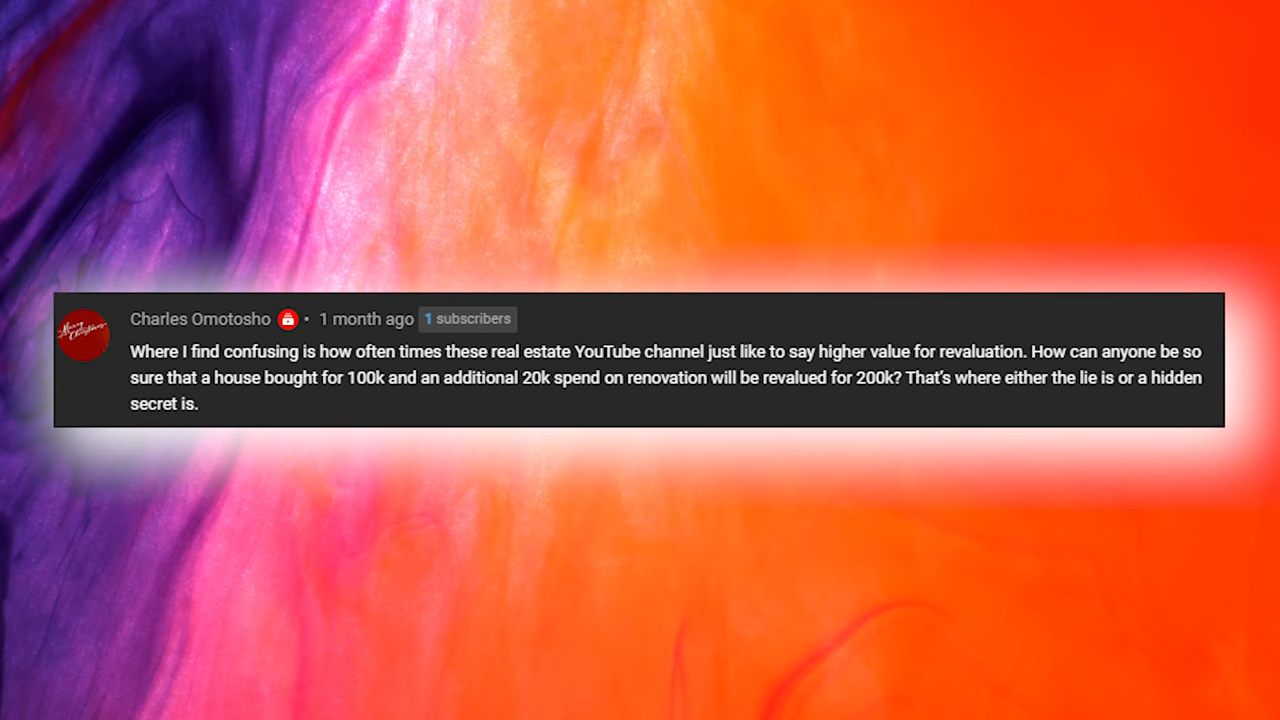 Charles Omotosho • 1 month ago 1 subscribers
Where I find confusing is how often times these real estate YouTube channel just like to say higher value for revaluation. How can anyone be so
sure that a house bought for 100k and an additional 20k spend on renovation will be revalued for 200k? That's where either the lie is or a hidden
secret is.
Merry
Christmas